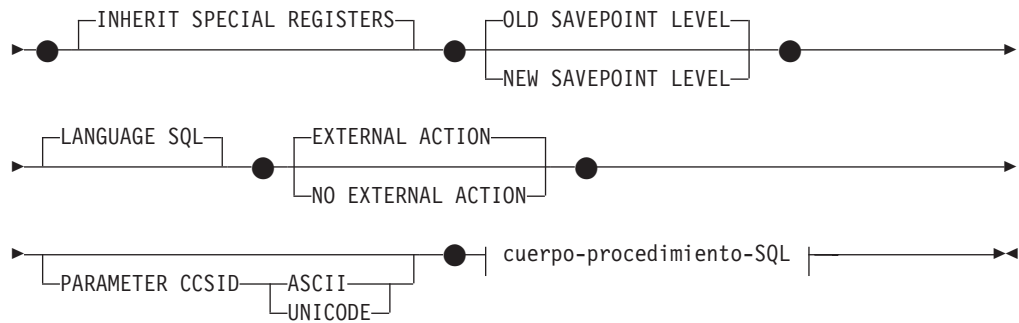 INHERIT SPECIAL REGISTERS
OLD SAVEPOINT LEVEL
NEW SAVEPOINT LEVEL
LANGUAGE SQL
EXTERNAL ACTION
NO EXTERNAL ACTION
PARAMETER CCSID
ASCII
UNICODE
cuerpo-procedimiento-SQL